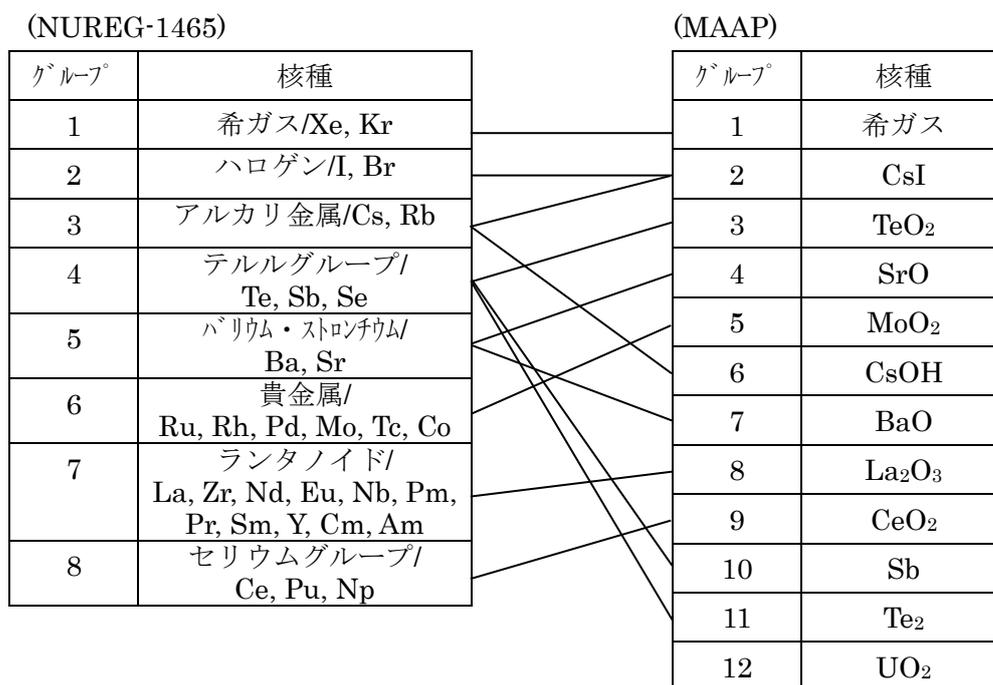 (NUREG-1465)
グループ 核種
1 希ガス/Xe, Kr
2 ハロゲン/I, Br
3 アルカリ金属/Cs, Rb
4 テルルグループ/
Te, Sb, Se
5 バリウム・ストロンチウム/
Ba, Sr
6 貴金属/
Ru, Rh, Pd, Mo, Tc, Co
7 ランタノイド/
La, Zr, Nd, Eu, Nb, Pm,
Pr, Sm, Y, Cm, Am
8 セリウムグループ/
Ce, Pu, Np
(MAAP)
グループ 核種
1 希ガス
2 CsI
3 TeO₂
4 SrO
5 MoO₂
6 CsOH
7 BaO
8 La₂O₃
9 CeO₂
10 Sb
11 Te₂
12 UO₂